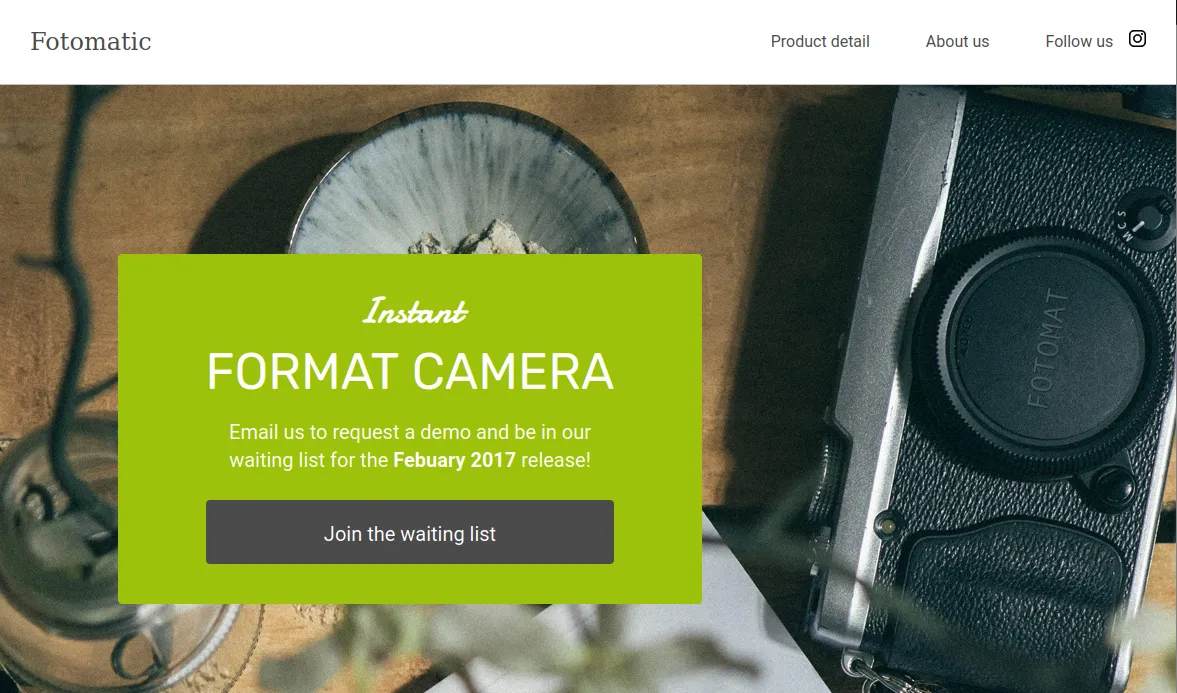 Fotomatic
Product detail
About us
Follow us
Instant
FORMAT CAMERA
Email us to request a demo and be in our
waiting list for the Febuary 2017 release!
Join the waiting list
FOTOMAT
M C S